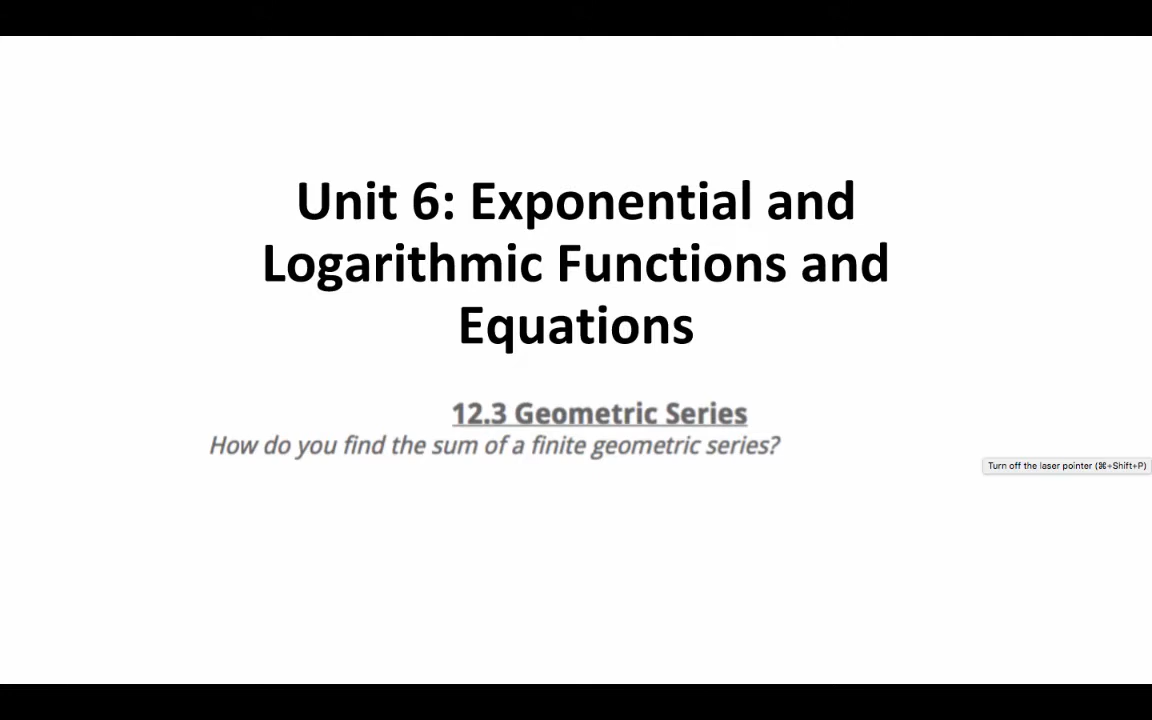 Unit 6: Exponential and
Logarithmic Functions and
Equations
12.3 Geometric Series
How do you find the sum of a finite geometric series?
Turn off the laser pointer (⌘+Shift+P)